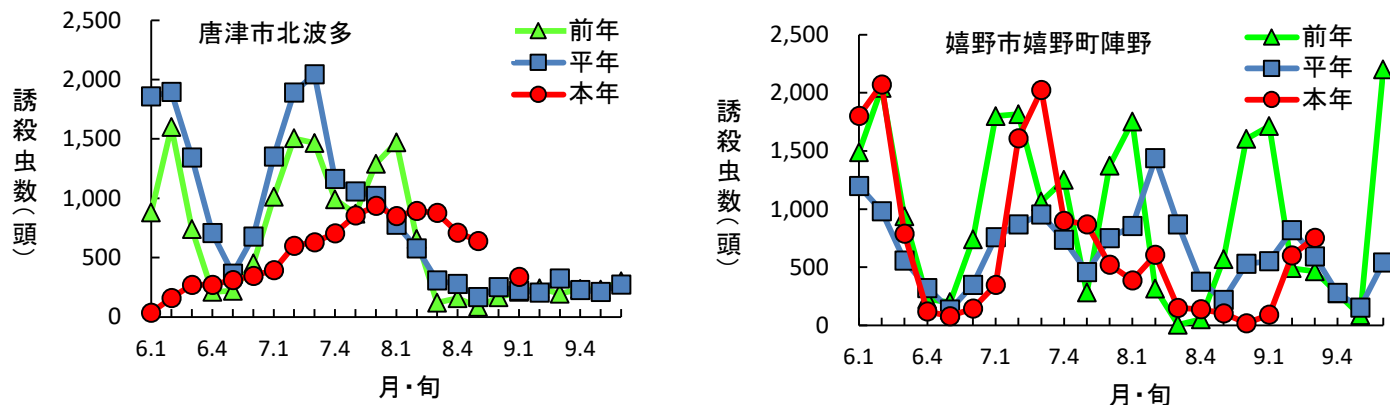 唐津市北波多
前年
平年
本年
誘殺虫数(頭)
2,500
2,000
1,500
1,000
500
0
6.1 6.4 7.1 7.4 8.1 8.4 9.1 9.4
月・旬
嬉野市嬉野町陣野
前年
平年
本年
誘殺虫数(頭)
2,500
2,000
1,500
1,000
500
0
6.1 6.4 7.1 7.4 8.1 8.4 9.1 9.4
月・旬